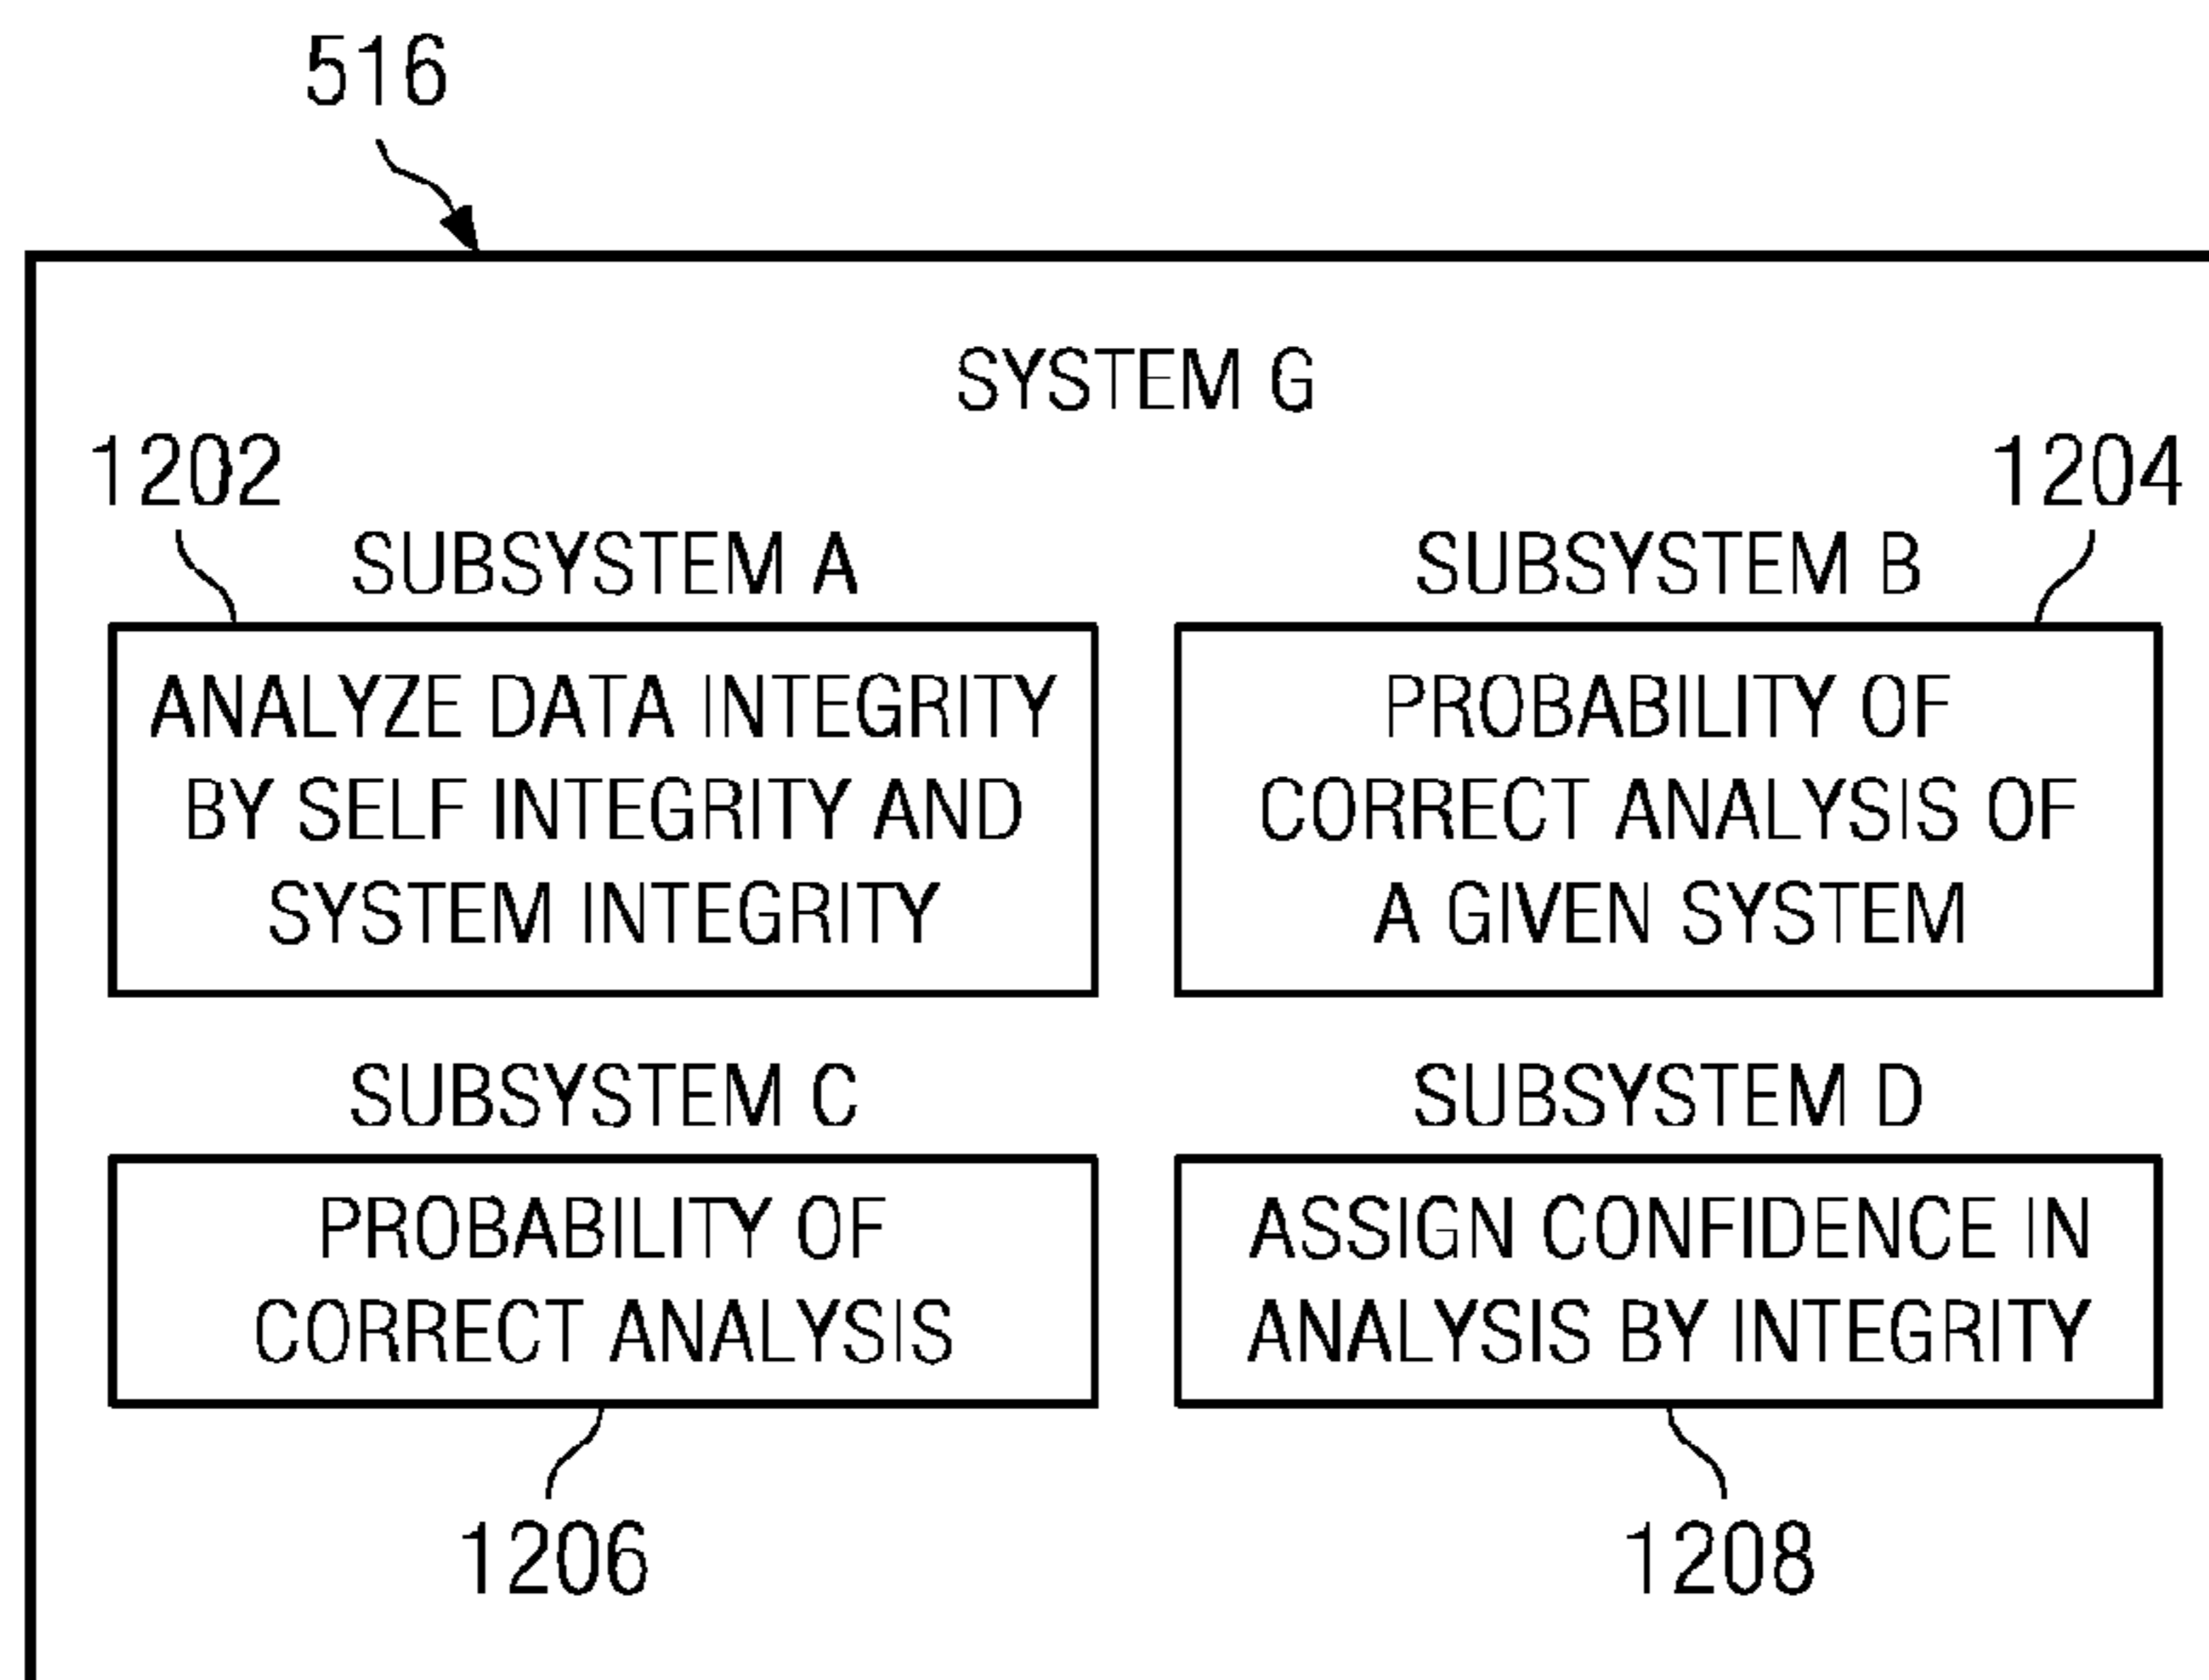 516
SYSTEM G
1202
1204
SUBSYSTEM A
SUBSYSTEM B
ANALYZE DATA INTEGRITY
BY SELF INTEGRITY AND
SYSTEM INTEGRITY
PROBABILITY OF
CORRECT ANALYSIS OF
A GIVEN SYSTEM
SUBSYSTEM C
SUBSYSTEM D
PROBABILITY OF
CORRECT ANALYSIS
ASSIGN CONFIDENCE IN
ANALYSIS BY INTEGRITY
1206
1208